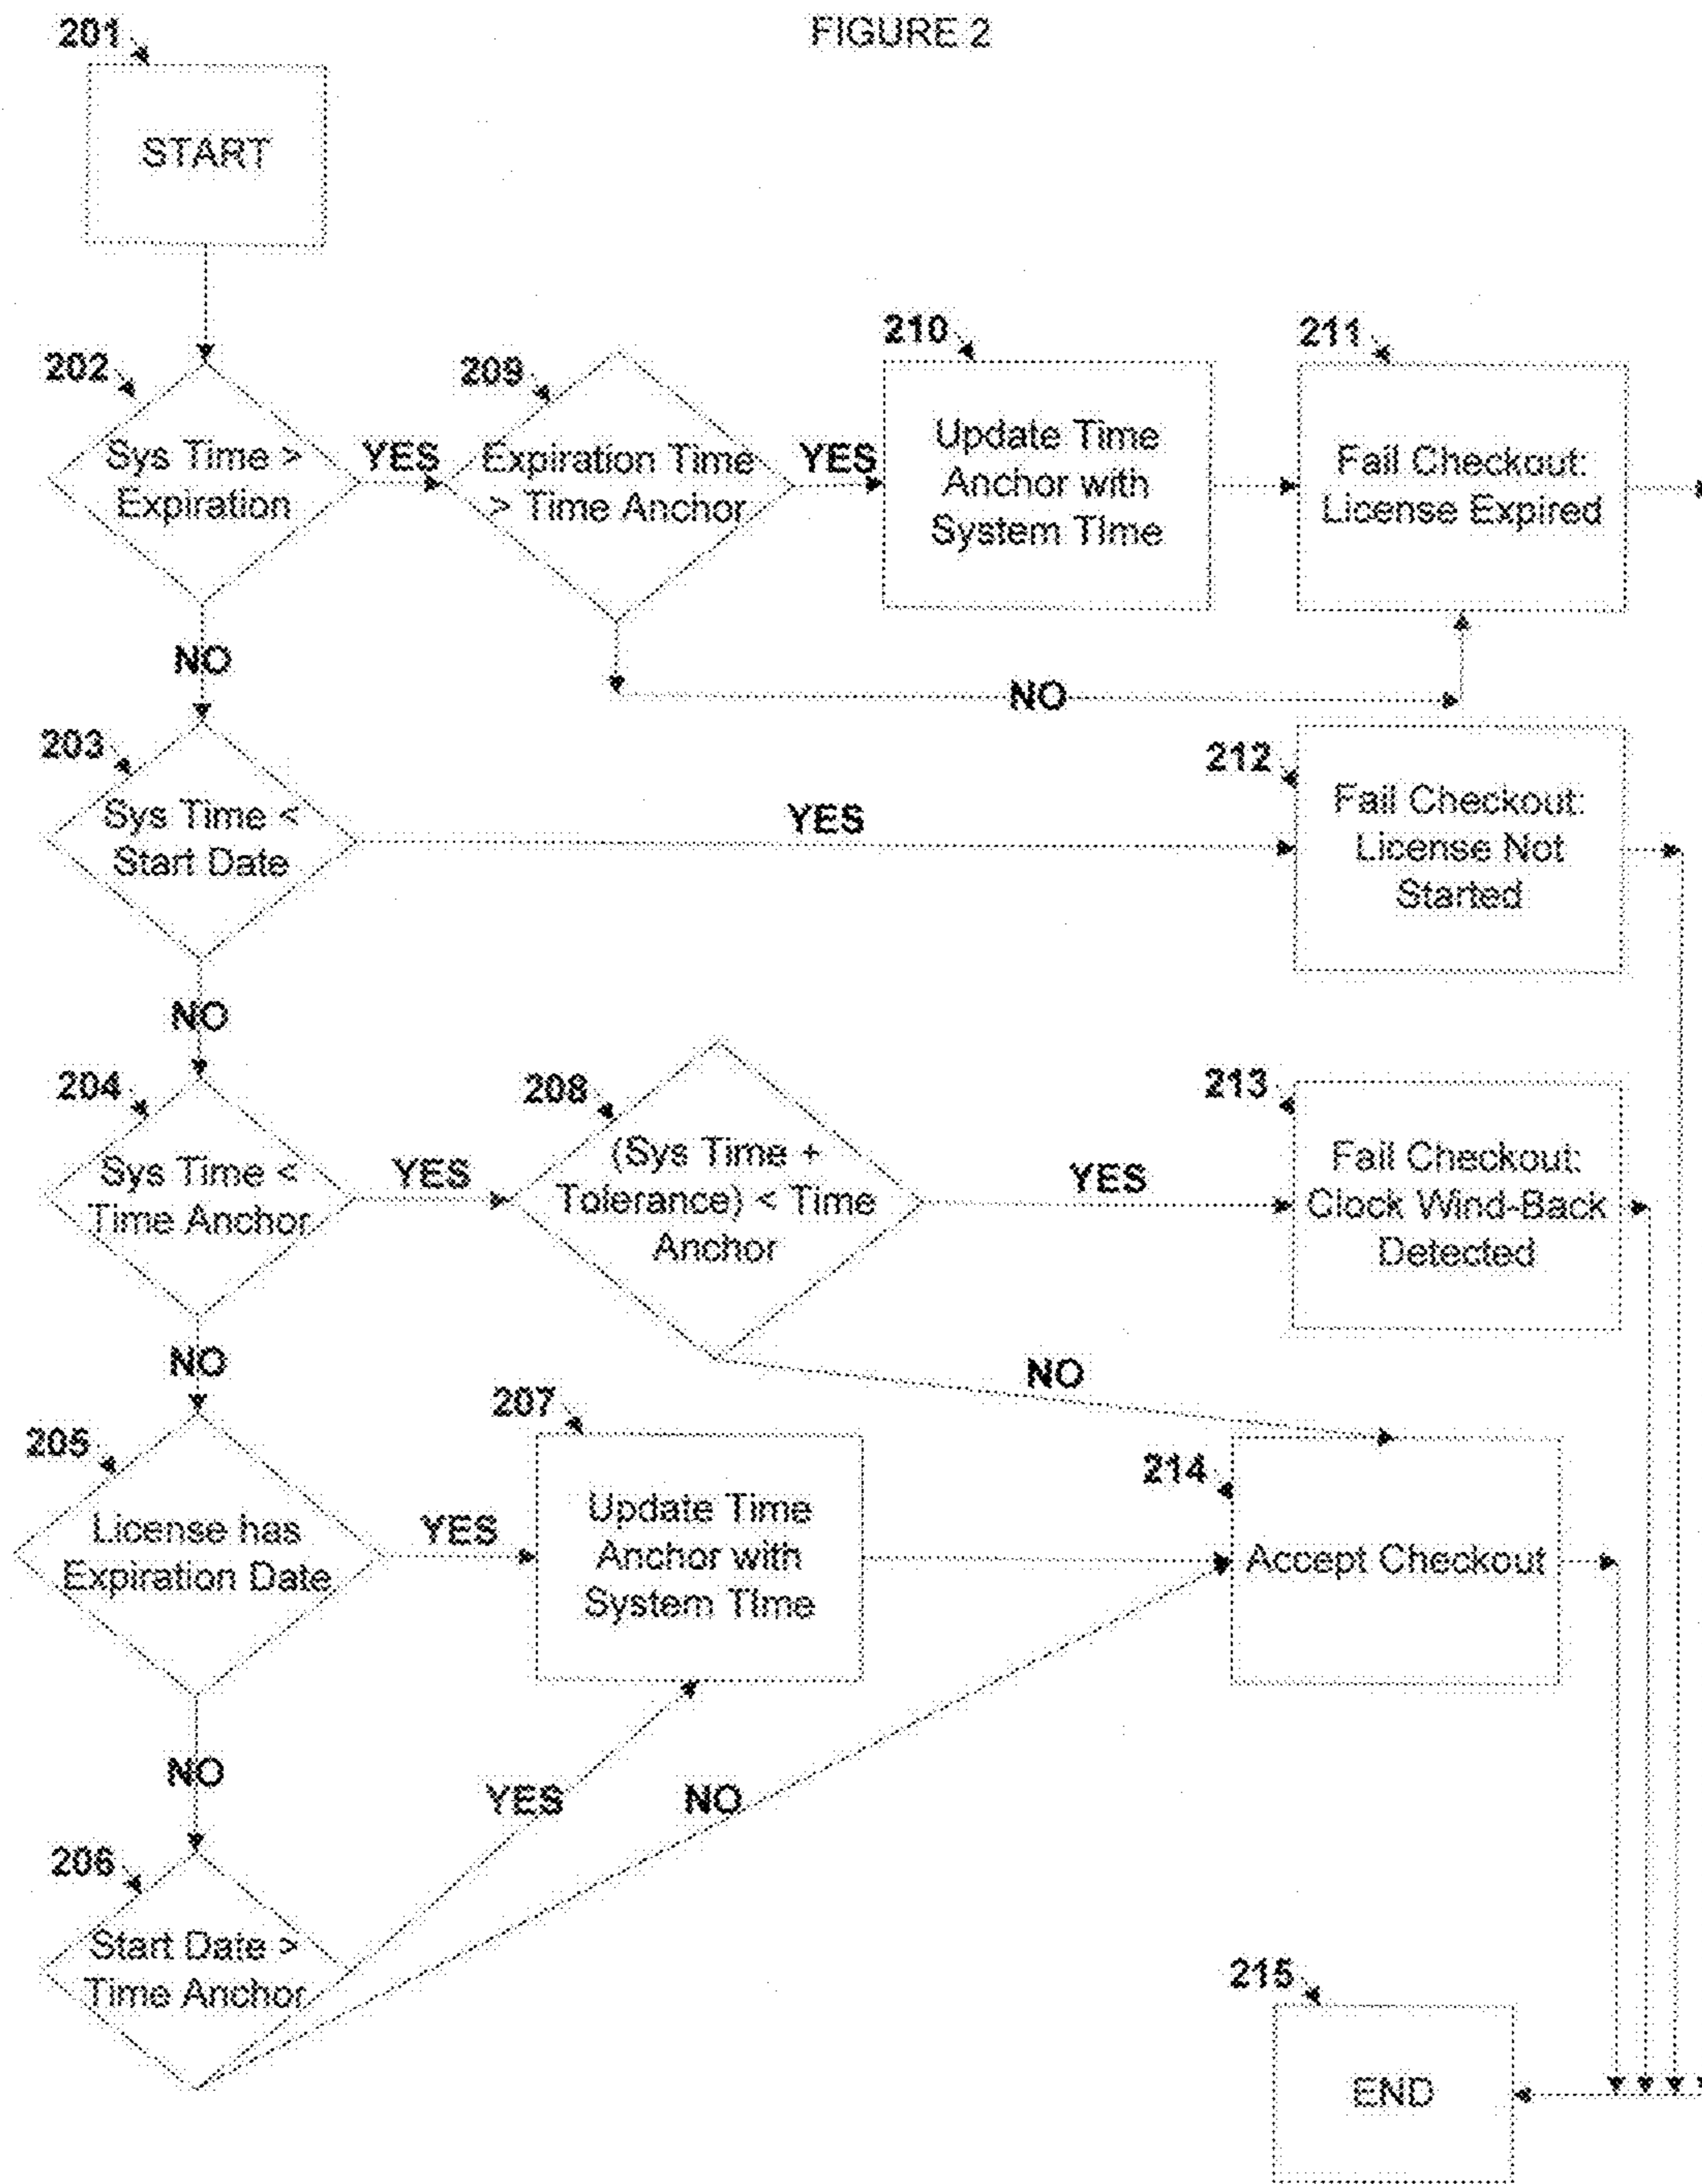 FIGURE 2
201
START
202
Sys Time >
Expiration
YES
209
Expiration Time
> Time Anchor
YES
210
Update Time
Anchor with
System TIme
211
Fail Checkout:
License Expired
NO
NO
203
Sys Time <
Start Date
YES
212
Fail Checkout:
License Not
Started
NO
204
Sys Time <
Time Anchor
YES
208
(Sys Time +
Tolerance) < Time
Anchor
YES
213
Fail Checkout:
Clock Wind-Back
Detected
NO
NO
205
License has
Expiration Date
YES
207
Update Time
Anchor with
System TIme
214
Accept Checkout
NO
YES
NO
206
Start Date >
Time Anchor
215
END